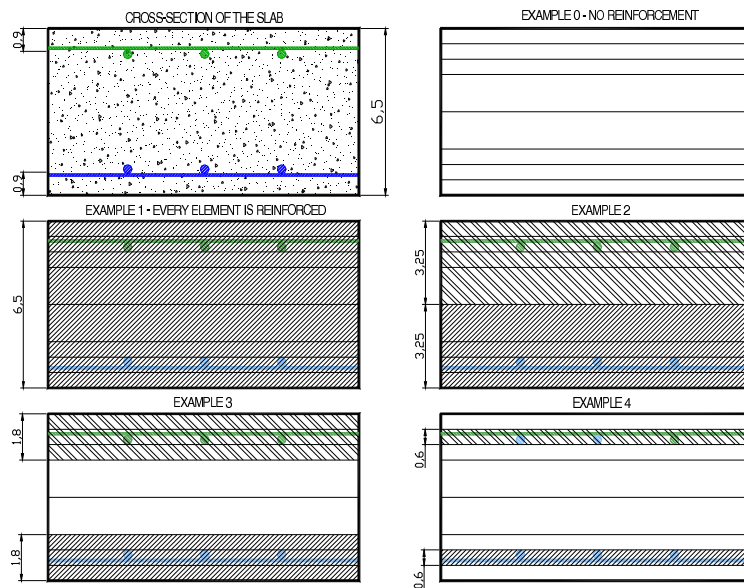 CROSS-SECTION OF THE SLAB
EXAMPLE 0 - NO REINFORCEMENT
0.9
6,5
0.9
EXAMPLE 1 - EVERY ELEMENT IS REINFORCED
EXAMPLE 2
6,5
3,25
3,25
EXAMPLE 3
EXAMPLE 4
1,8
0,6
1,8
0,6